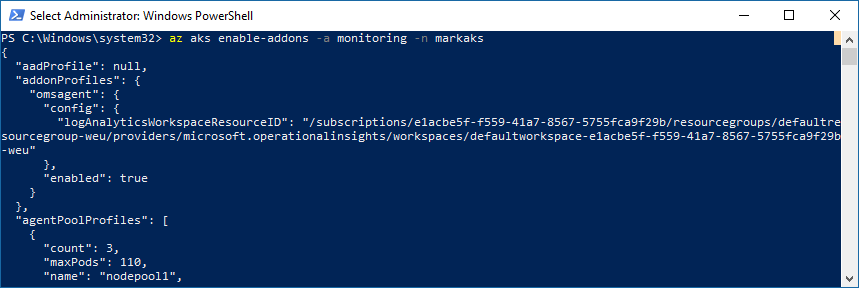 Select Administrator: Windows PowerShell
PS C:\Windows\system32> az aks enable-addons -a monitoring -n markaks
{
  "aadProfile": null,
  "addonProfiles": {
    "omsagent": {
      "config": {
        "logAnalyticsWorkspaceResourceID": "/subscriptions/e1acbe5f-f559-41a7-8567-5755fca9f29b/resourcegroups/defaultre
sourcegroup-weu/providers/microsoft.operationalinsights/workspaces/defaultworkspace-e1acbe5f-f559-41a7-8567-5755fca9f29b
-weu"
      },
      "enabled": true
    }
  },
  "agentPoolProfiles": [
    {
      "count": 3,
      "maxPods": 110,
      "name": "nodepool1",